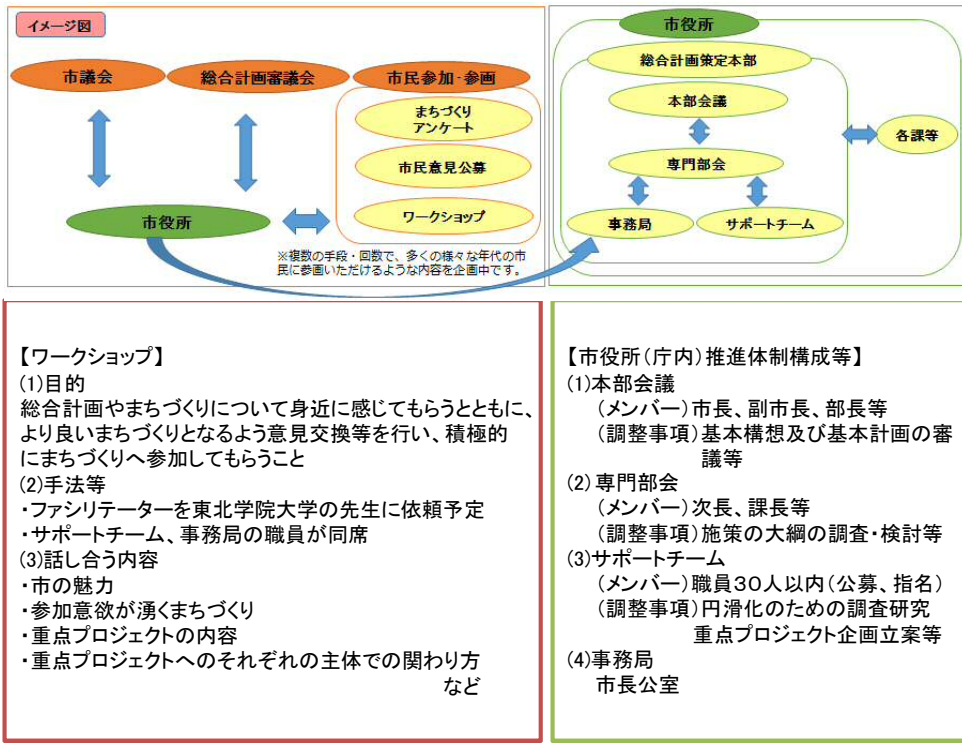 イメージ図
市議会
総合計画審議会
市民参加・参画
まちづくり
アンケート
市民意見公募
ワークショップ
市役所
※複数の手段・回数で、多くの様々な年代の市
民に参画いただけるような内容を企画中です。
市役所
総合計画策定本部
本部会議
専門部会
事務局
サポートチーム
各課等
【ワークショップ】
(1)目的
総合計画やまちづくりについて身近に感じてもらうとともに、
より良いまちづくりとなるよう意見交換等を行い、積極的
にまちづくりへ参加してもらうこと
(2)手法等
・ファシリテーターを東北学院大学の先生に依頼予定
・サポートチーム、事務局の職員が同席
(3)話し合う内容
・市の魅力
・参加意欲が湧くまちづくり
・重点プロジェクトの内容
・重点プロジェクトへのそれぞれの主体での関わり方
など
【市役所(庁内)推進体制構成等】
(1)本部会議
(メンバー)市長、副市長、部長等
(調整事項)基本構想及び基本計画の審
議等
(2)専門部会
(メンバー)次長、課長等
(調整事項)施策の大綱の調査・検討等
(3)サポートチーム
(メンバー)職員30人以内(公募、指名)
(調整事項)円滑化のための調査研究
重点プロジェクト企画立案等
(4)事務局
市長公室